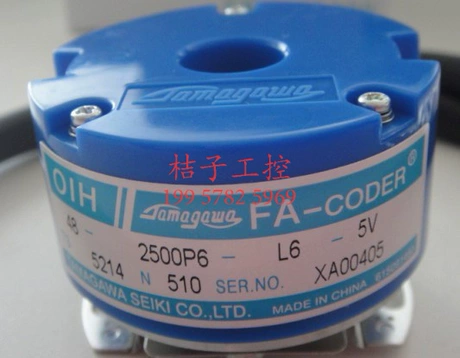 Tamagawa
桔子工控
199 5782 5969
OIH Tamagawa FA-CODER®
48 - 2500P6 - L6 - 5V
5214 N 510 SER.NO. XA00405
TAMAGAWA SEIKI CO.,LTD. MADE IN CHINA